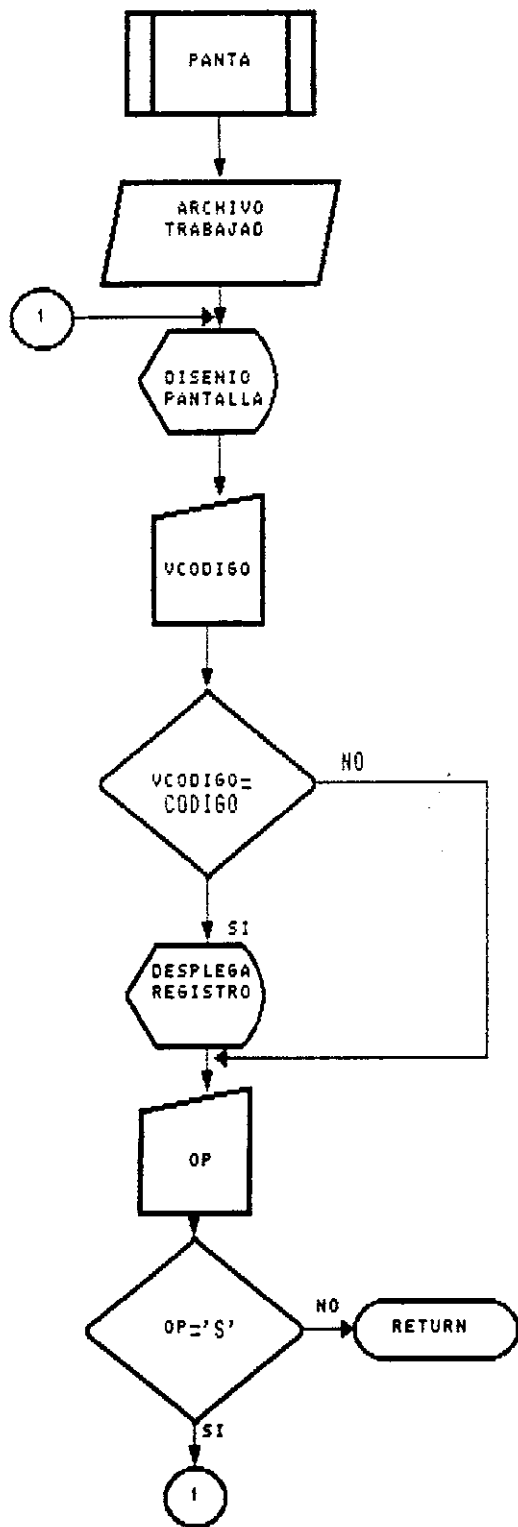 PANTA
ARCHIVO
TRABAJAD
1
DISENIO
PANTALLA
VCODIGO
VCODIGO=
CODIGO
NO
SI
DESPLEGA
REGISTRO
OP
OP='S'
NO
RETURN
SI
1